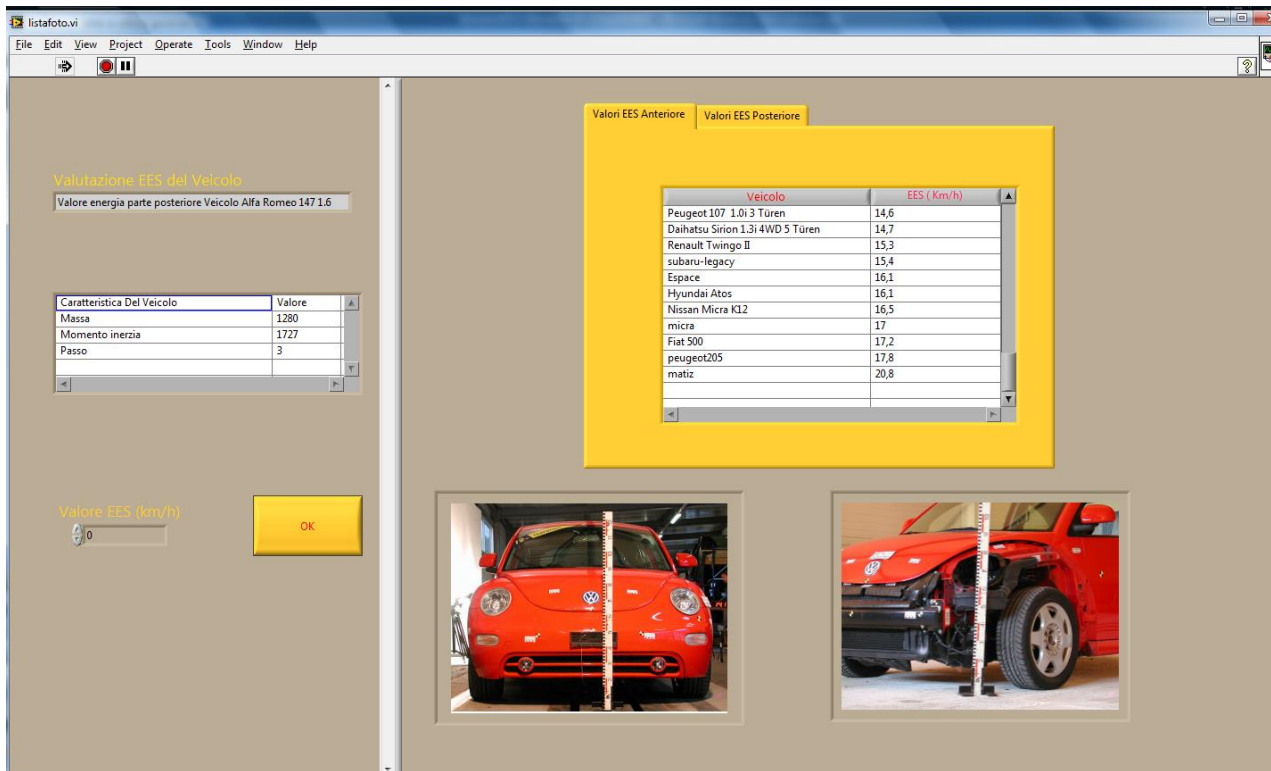 listafoto.vi
File Edit View Project Operate Tools Window Help
Valutazione EES del Veicolo
Valore energia parte posteriore Veicolo Alfa Romeo 147 1.6
Caratteristica Del Veicolo Valore
Massa 1280
Momento inerzia 1727
Passo 3
Valore EES (km/h)
0
OK
Valori EES Anteriore Valori EES Posteriore
Veicolo EES ( Km/h)
Peugeot 107 1.0i 3 Türen 14,6
Daihatsu Sirion 1.3i 4WD 5 Türen 14,7
Renault Twingo II 15,3
subaru-legacy 15,4
Espace 16,1
Hyundai Atos 16,1
Nissan Micra K12 16,5
micra 17
Fiat 500 17,2
peugeot205 17,8
matiz 20,8